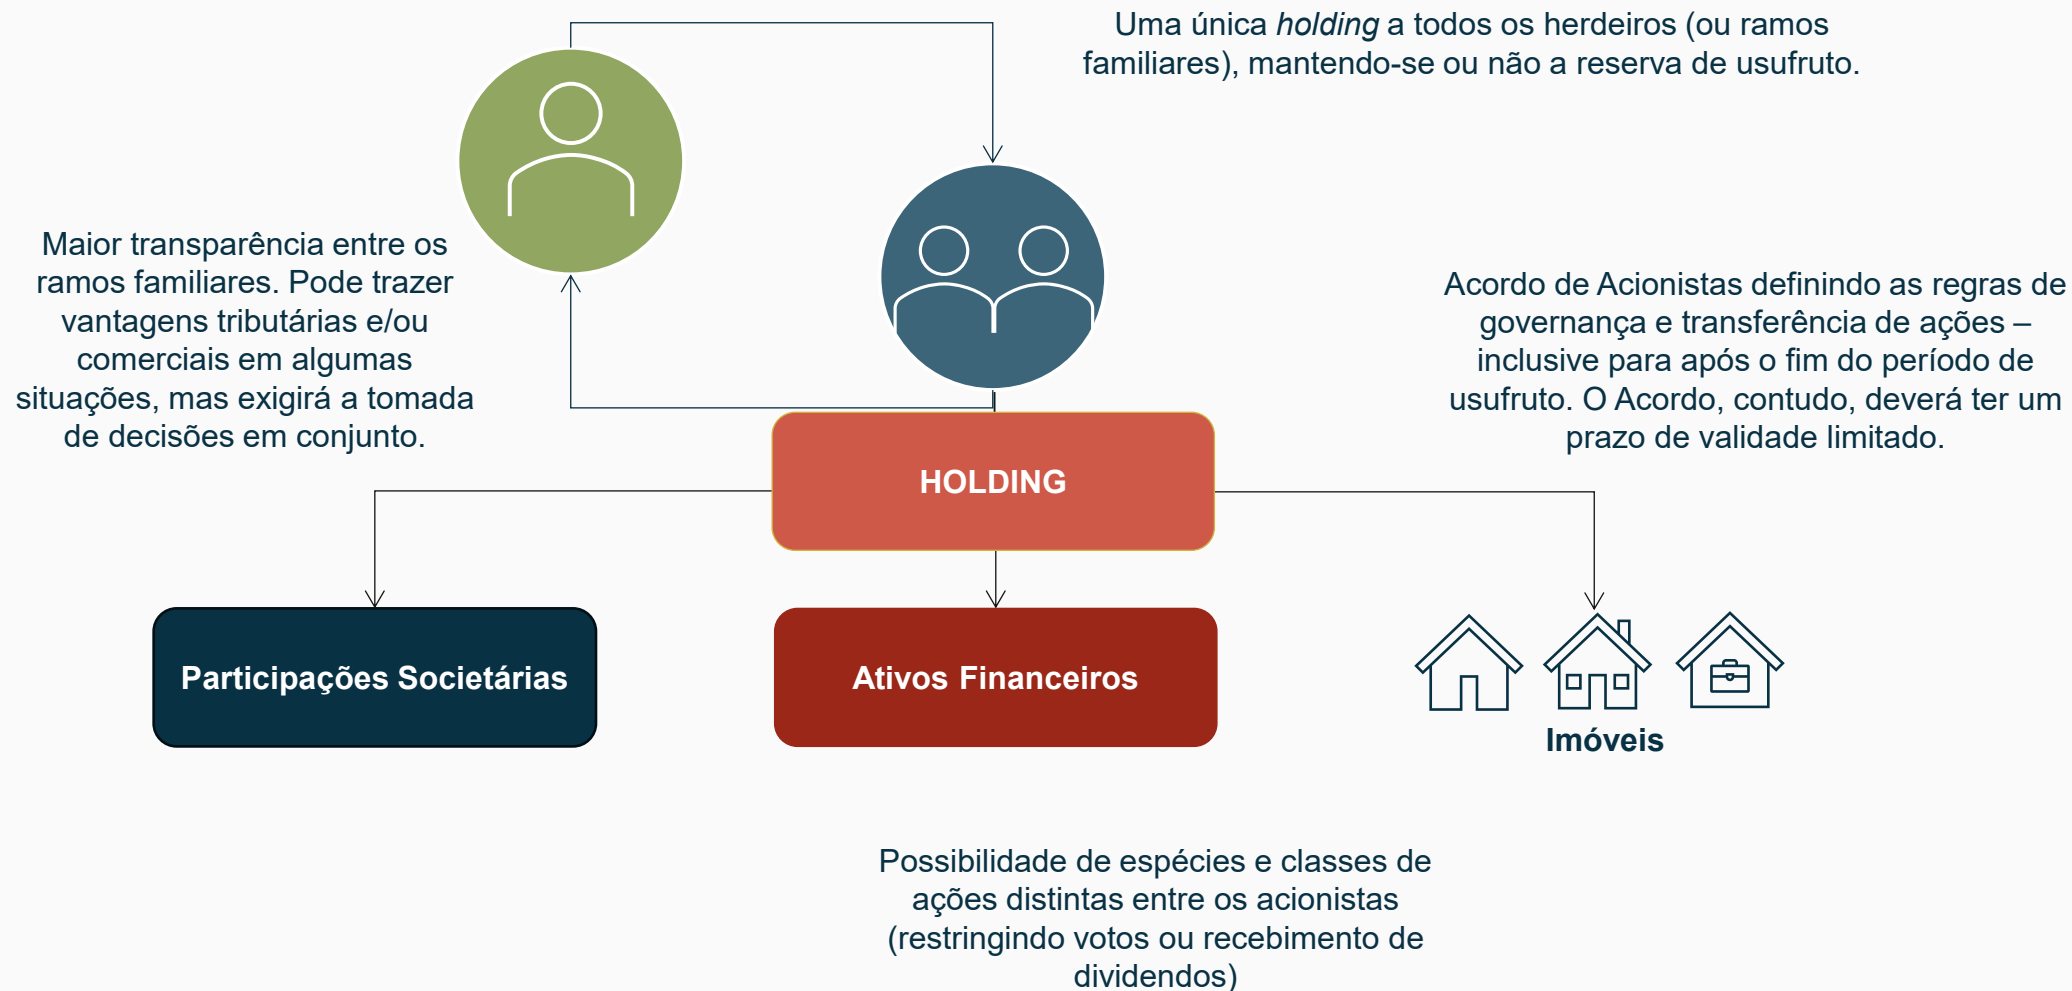 Uma única holding a todos os herdeiros (ou ramos
familiares), mantendo-se ou não a reserva de usufruto.
Maior transparência entre os
ramos familiares. Pode trazer
vantagens tributárias e/ou
comerciais em algumas
situações, mas exigirá a tomada
de decisões em conjunto.
Acordo de Acionistas definindo as regras de
governança e transferência de ações –
inclusive para após o fim do período de
usufruto. O Acordo, contudo, deverá ter um
prazo de validade limitado.
HOLDING
Participações Societárias
Ativos Financeiros
Imóveis
Possibilidade de espécies e classes de
ações distintas entre os acionistas
(restringindo votos ou recebimento de
dividendos)